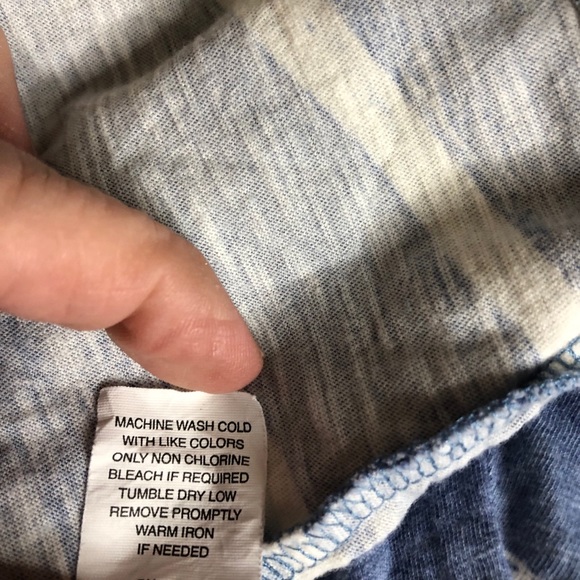 MACHINE WASH COLD
WITH LIKE COLORS
ONLY NON CHLORINE
BLEACH IF REQUIRED
TUMBLE DRY LOW
REMOVE PROMPTLY
WARM IRON
IF NEEDED